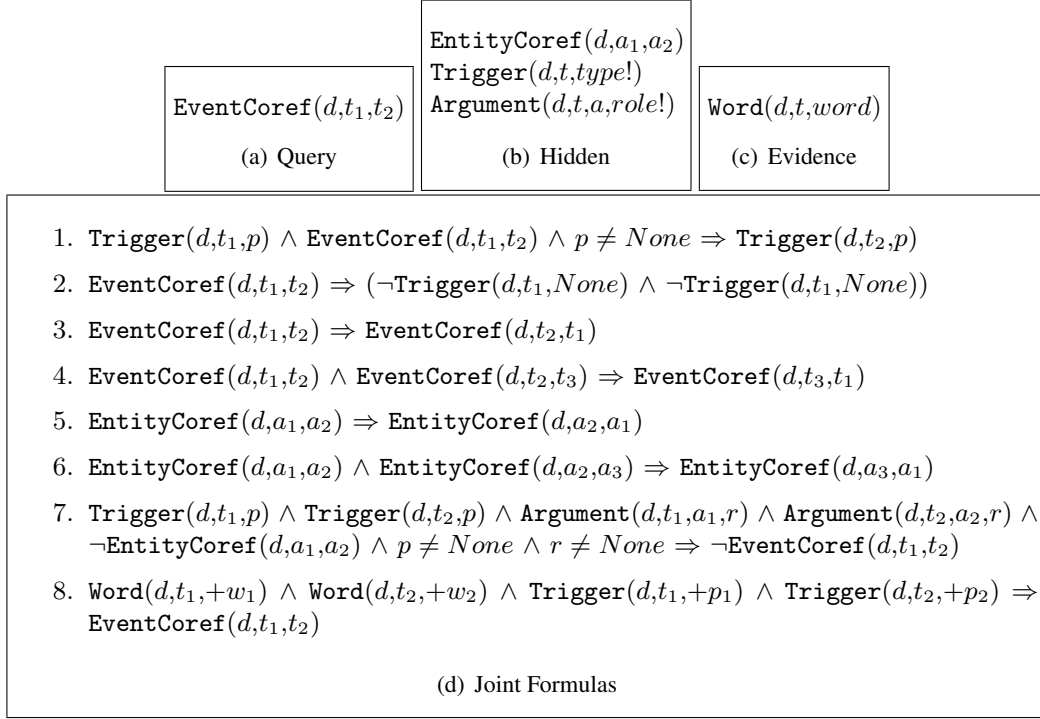 EventCoref(d,t₁,t₂)
(a) Query
EntityCoref(d,a₁,a₂)
Trigger(d,t,type!)
Argument(d,t,a,role!)
(b) Hidden
Word(d,t,word)
(c) Evidence
1. Trigger(d,t₁,p) ∧ EventCoref(d,t₁,t₂) ∧ p ≠ None ⇒ Trigger(d,t₂,p)
2. EventCoref(d,t₁,t₂) ⇒ (¬Trigger(d,t₁,None) ∧ ¬Trigger(d,t₁,None))
3. EventCoref(d,t₁,t₂) ⇒ EventCoref(d,t₂,t₁)
4. EventCoref(d,t₁,t₂) ∧ EventCoref(d,t₂,t₃) ⇒ EventCoref(d,t₃,t₁)
5. EntityCoref(d,a₁,a₂) ⇒ EntityCoref(d,a₂,a₁)
6. EntityCoref(d,a₁,a₂) ∧ EntityCoref(d,a₂,a₃) ⇒ EntityCoref(d,a₃,a₁)
7. Trigger(d,t₁,p) ∧ Trigger(d,t₂,p) ∧ Argument(d,t₁,a₁,r) ∧ Argument(d,t₂,a₂,r) ∧
¬EntityCoref(d,a₁,a₂) ∧ p ≠ None ∧ r ≠ None ⇒ ¬EventCoref(d,t₁,t₂)
8. Word(d,t₁,+w₁) ∧ Word(d,t₂,+w₂) ∧ Trigger(d,t₁,+p₁) ∧ Trigger(d,t₂,+p₂) ⇒
EventCoref(d,t₁,t₂)
(d) Joint Formulas